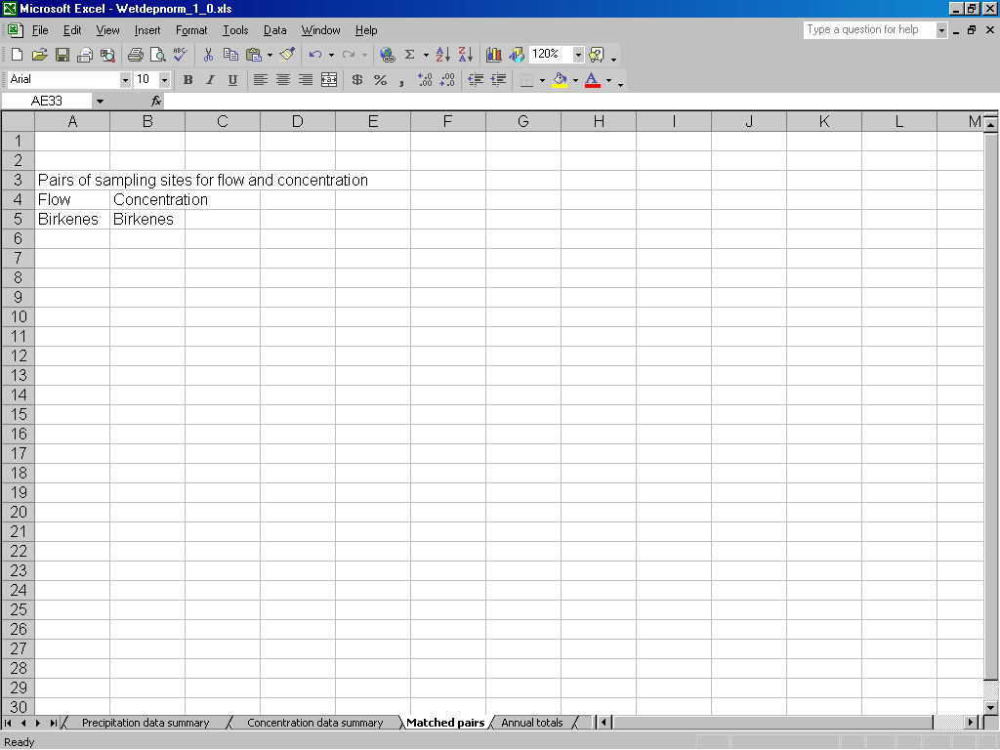 Microsoft Excel - Wetdepnorm_1_0.xls
File Edit View Insert Format Tools Data Window Help Type a question for help
120%
Arial 10 B I U $ % ,
AE33 fx
A B C D E F G H I J K L M
1
2
3 Pairs of sampling sites for flow and concentration
4 Flow Concentration
5 Birkenes Birkenes
6
7
8
9
10
11
12
13
14
15
16
17
18
19
20
21
22
23
24
25
26
27
28
29
30
Precipitation data summary Concentration data summary Matched pairs Annual totals
Ready